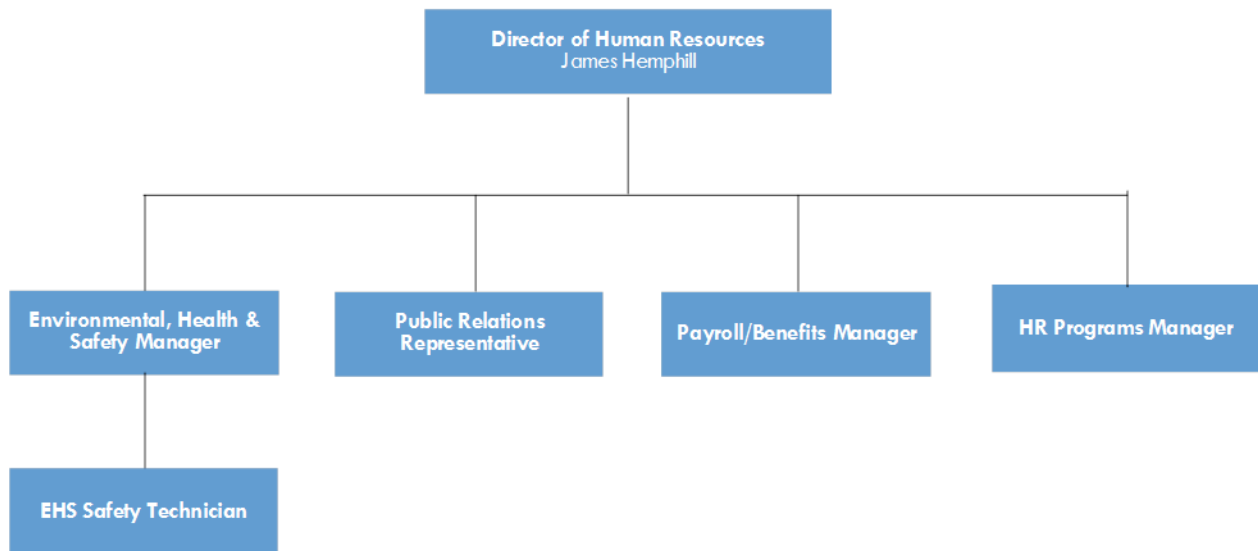 Director of Human Resources
James Hemphill
Environmental, Health &
Safety Manager
Public Relations
Representative
Payroll/Benefits Manager
HR Programs Manager
EHS Safety Technician